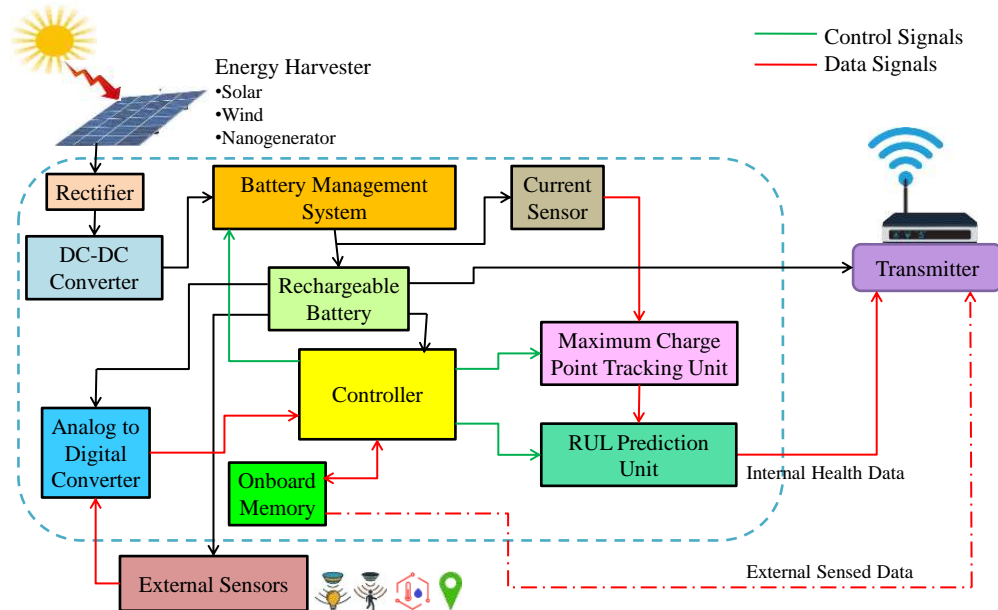 Control Signals
Data Signals
Energy Harvester
•Solar
•Wind
•Nanogenerator
Rectifier
Battery Management
System
Current
Sensor
DC-DC
Converter
Transmitter
Rechargeable
Battery
Maximum Charge
Point Tracking Unit
Controller
Analog to
Digital
Converter
RUL Prediction
Unit
Internal Health Data
Onboard
Memory
External Sensors
External Sensed Data